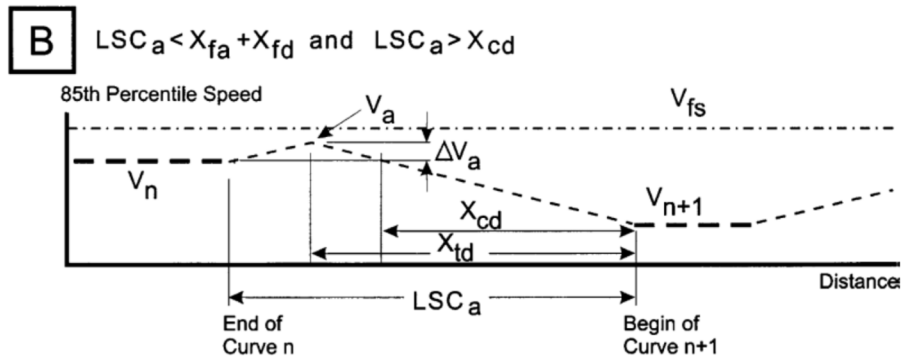 B LSCa < Xfa + Xfd and LSCa > Xcd
85th Percentile Speed
Va
Vfs
ΔVa
Vn
Vn+1
Xcd
Xtd
Distance
LSCa
End of
Curve n
Begin of
Curve n+1